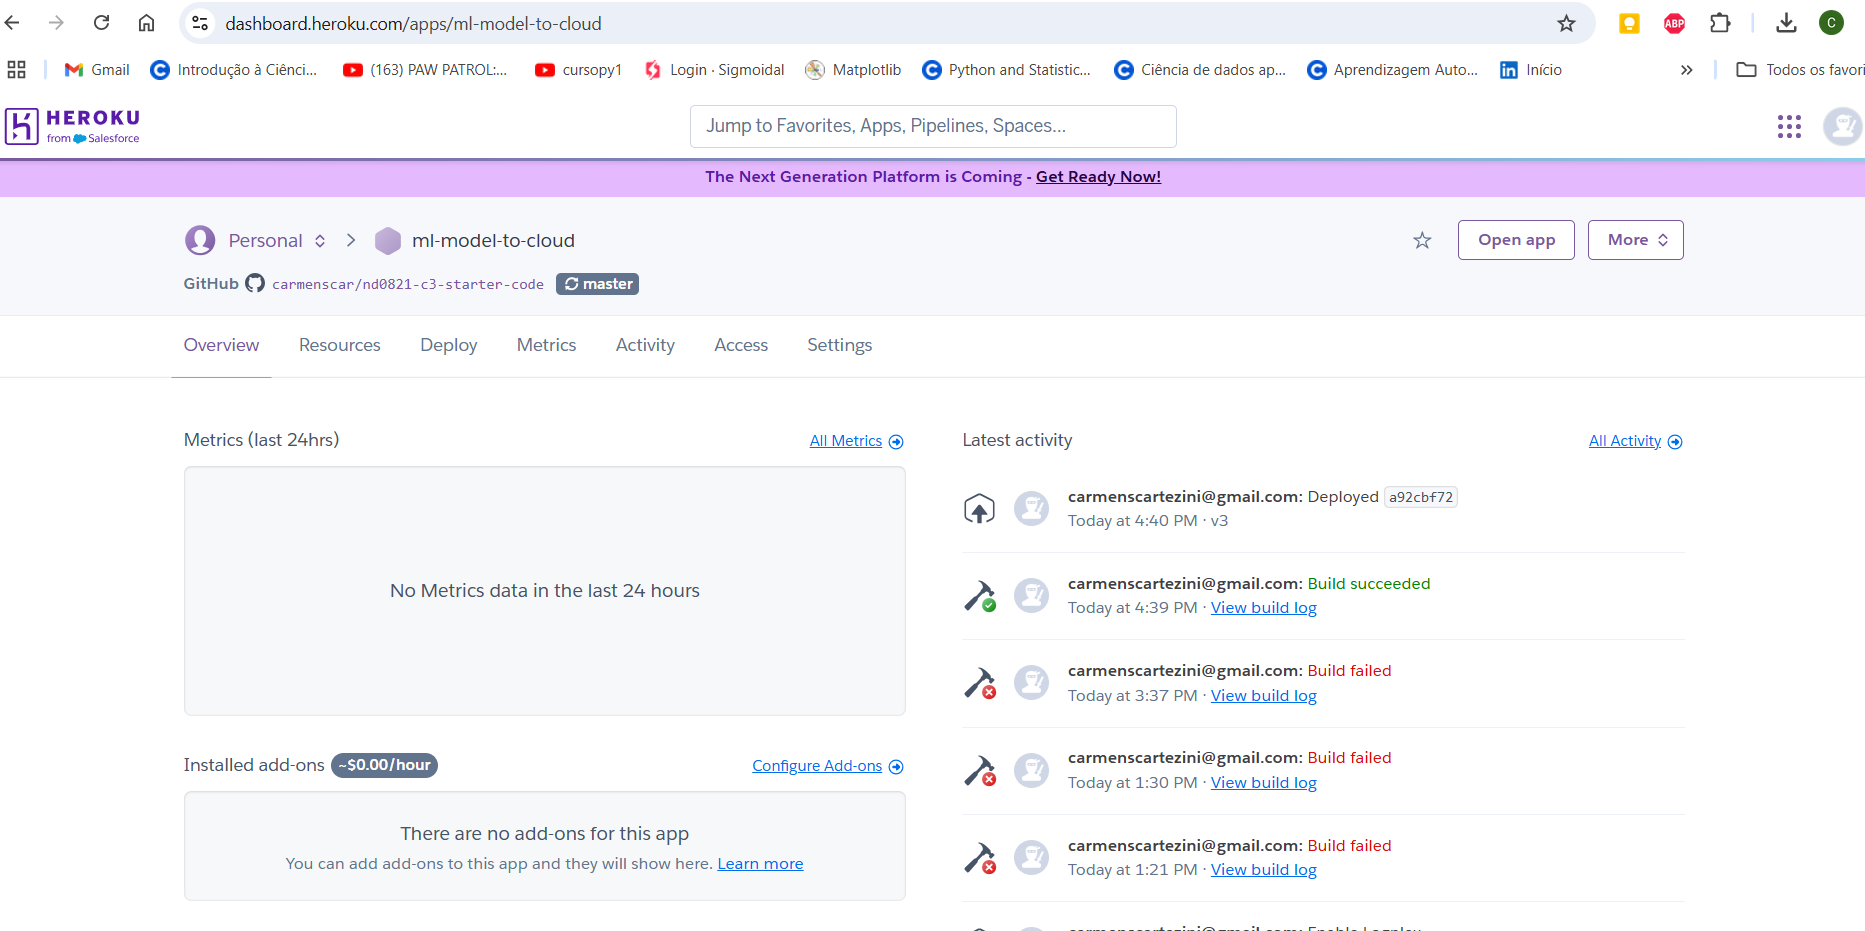 dashboard.heroku.com/apps/ml-model-to-cloud
ABP
C
Gmail
Introdução à Ciênci...
(163) PAW PATROL:...
cursopy1
Login · Sigmoidal
Matplotlib
Python and Statistic...
Ciência de dados ap...
Aprendizagem Auto...
Início
»
Todos os favori
HEROKU
from Salesforce
Jump to Favorites, Apps, Pipelines, Spaces...
The Next Generation Platform is Coming - Get Ready Now!
Personal
ml-model-to-cloud
Open app
More
GitHub carmenscar/nd0821-c3-starter-code master
Overview
Resources
Deploy
Metrics
Activity
Access
Settings
Metrics (last 24hrs)
All Metrics
No Metrics data in the last 24 hours
Installed add-ons ~$0.00/hour
Configure Add-ons
There are no add-ons for this app
You can add add-ons to this app and they will show here. Learn more
Latest activity
All Activity
carmenscartezini@gmail.com: Deployed a92cbf72
Today at 4:40 PM · v3
carmenscartezini@gmail.com: Build succeeded
Today at 4:39 PM · View build log
carmenscartezini@gmail.com: Build failed
Today at 3:37 PM · View build log
carmenscartezini@gmail.com: Build failed
Today at 1:30 PM · View build log
carmenscartezini@gmail.com: Build failed
Today at 1:21 PM · View build log
carmenscartezini@gmail.com: Enable Logplex